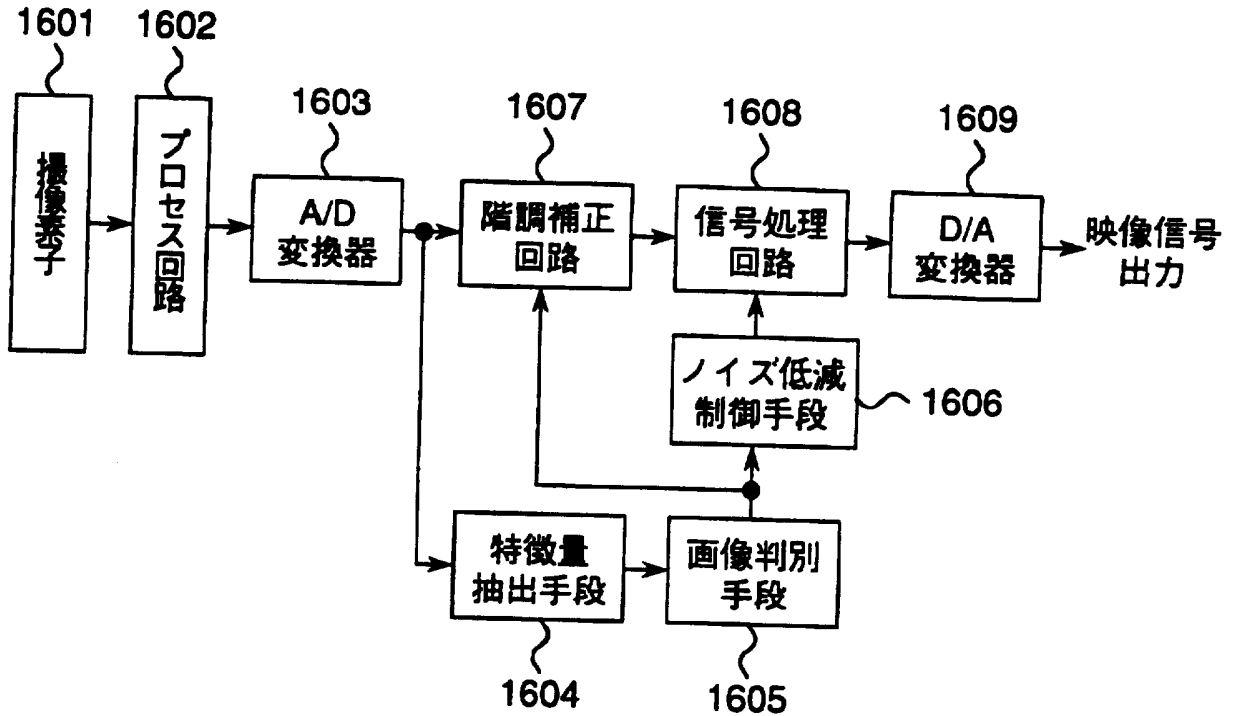 1601
1602
1603
1607
1608
1609
撮像素子
プロセス回路
A/D
変換器
階調補正
回路
信号処理
回路
D/A
変換器
映像信号
出力
ノイズ低減
制御手段
1606
特徴量
抽出手段
画像判別
手段
1604
1605